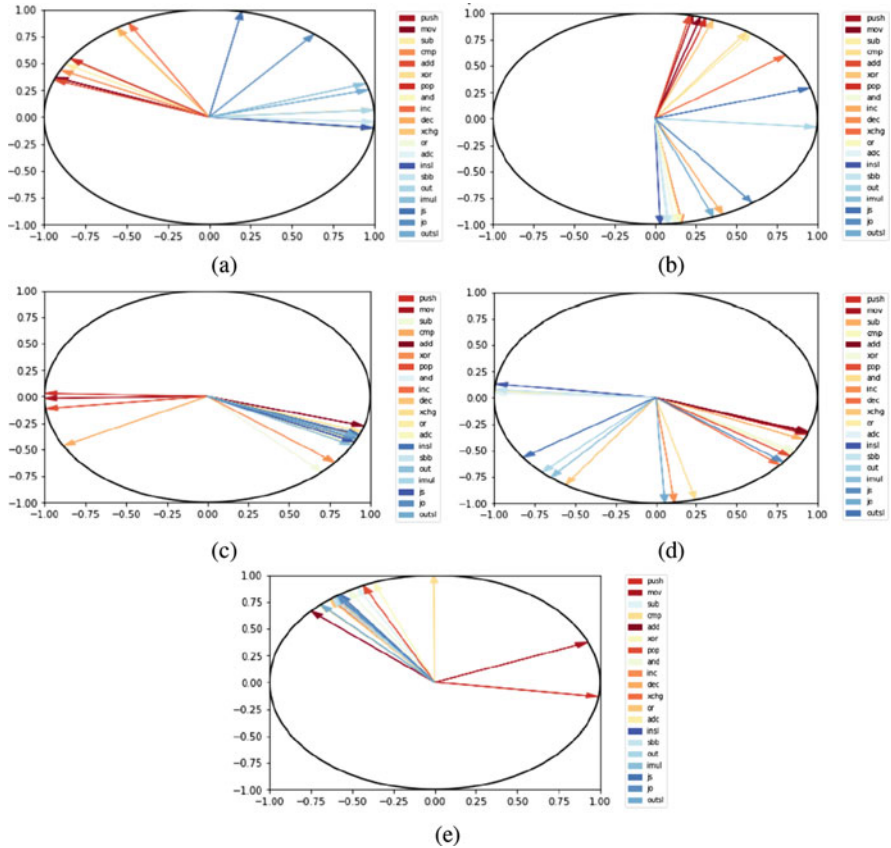 1.00
0.75
0.50
0.25
0.00
−0.25
−0.50
−0.75
−1.00
−1.00 −0.75 −0.50 −0.25 0.00 0.25 0.50 0.75 1.00
push
mov
sub
cmp
add
xor
pop
and
inc
dec
xchg
or
adc
insl
sbb
out
imul
js
jo
outsl
(a)
1.00
0.75
0.50
0.25
0.00
−0.25
−0.50
−0.75
−1.00
−1.00 −0.75 −0.50 −0.25 0.00 0.25 0.50 0.75 1.00
push
mov
sub
cmp
add
xor
pop
and
inc
dec
xchg
or
adc
insl
sbb
out
imul
js
jo
outsl
(b)
1.00
0.75
0.50
0.25
0.00
−0.25
−0.50
−0.75
−1.00
−1.00 −0.75 −0.50 −0.25 0.00 0.25 0.50 0.75 1.00
push
mov
sub
cmp
add
xor
pop
and
inc
dec
xchg
or
adc
insl
sbb
out
imul
js
jo
outsl
(c)
1.00
0.75
0.50
0.25
0.00
−0.25
−0.50
−0.75
−1.00
−1.00 −0.75 −0.50 −0.25 0.00 0.25 0.50 0.75 1.00
push
mov
sub
cmp
add
xor
pop
and
inc
dec
xchg
or
adc
insl
sbb
out
imul
js
jo
outsl
(d)
1.00
0.75
0.50
0.25
0.00
−0.25
−0.50
−0.75
−1.00
−1.00 −0.75 −0.50 −0.25 0.00 0.25 0.50 0.75 1.00
push
mov
sub
cmp
add
xor
pop
and
inc
dec
xchg
or
adc
insl
sbb
out
imul
js
jo
outsl
(e)